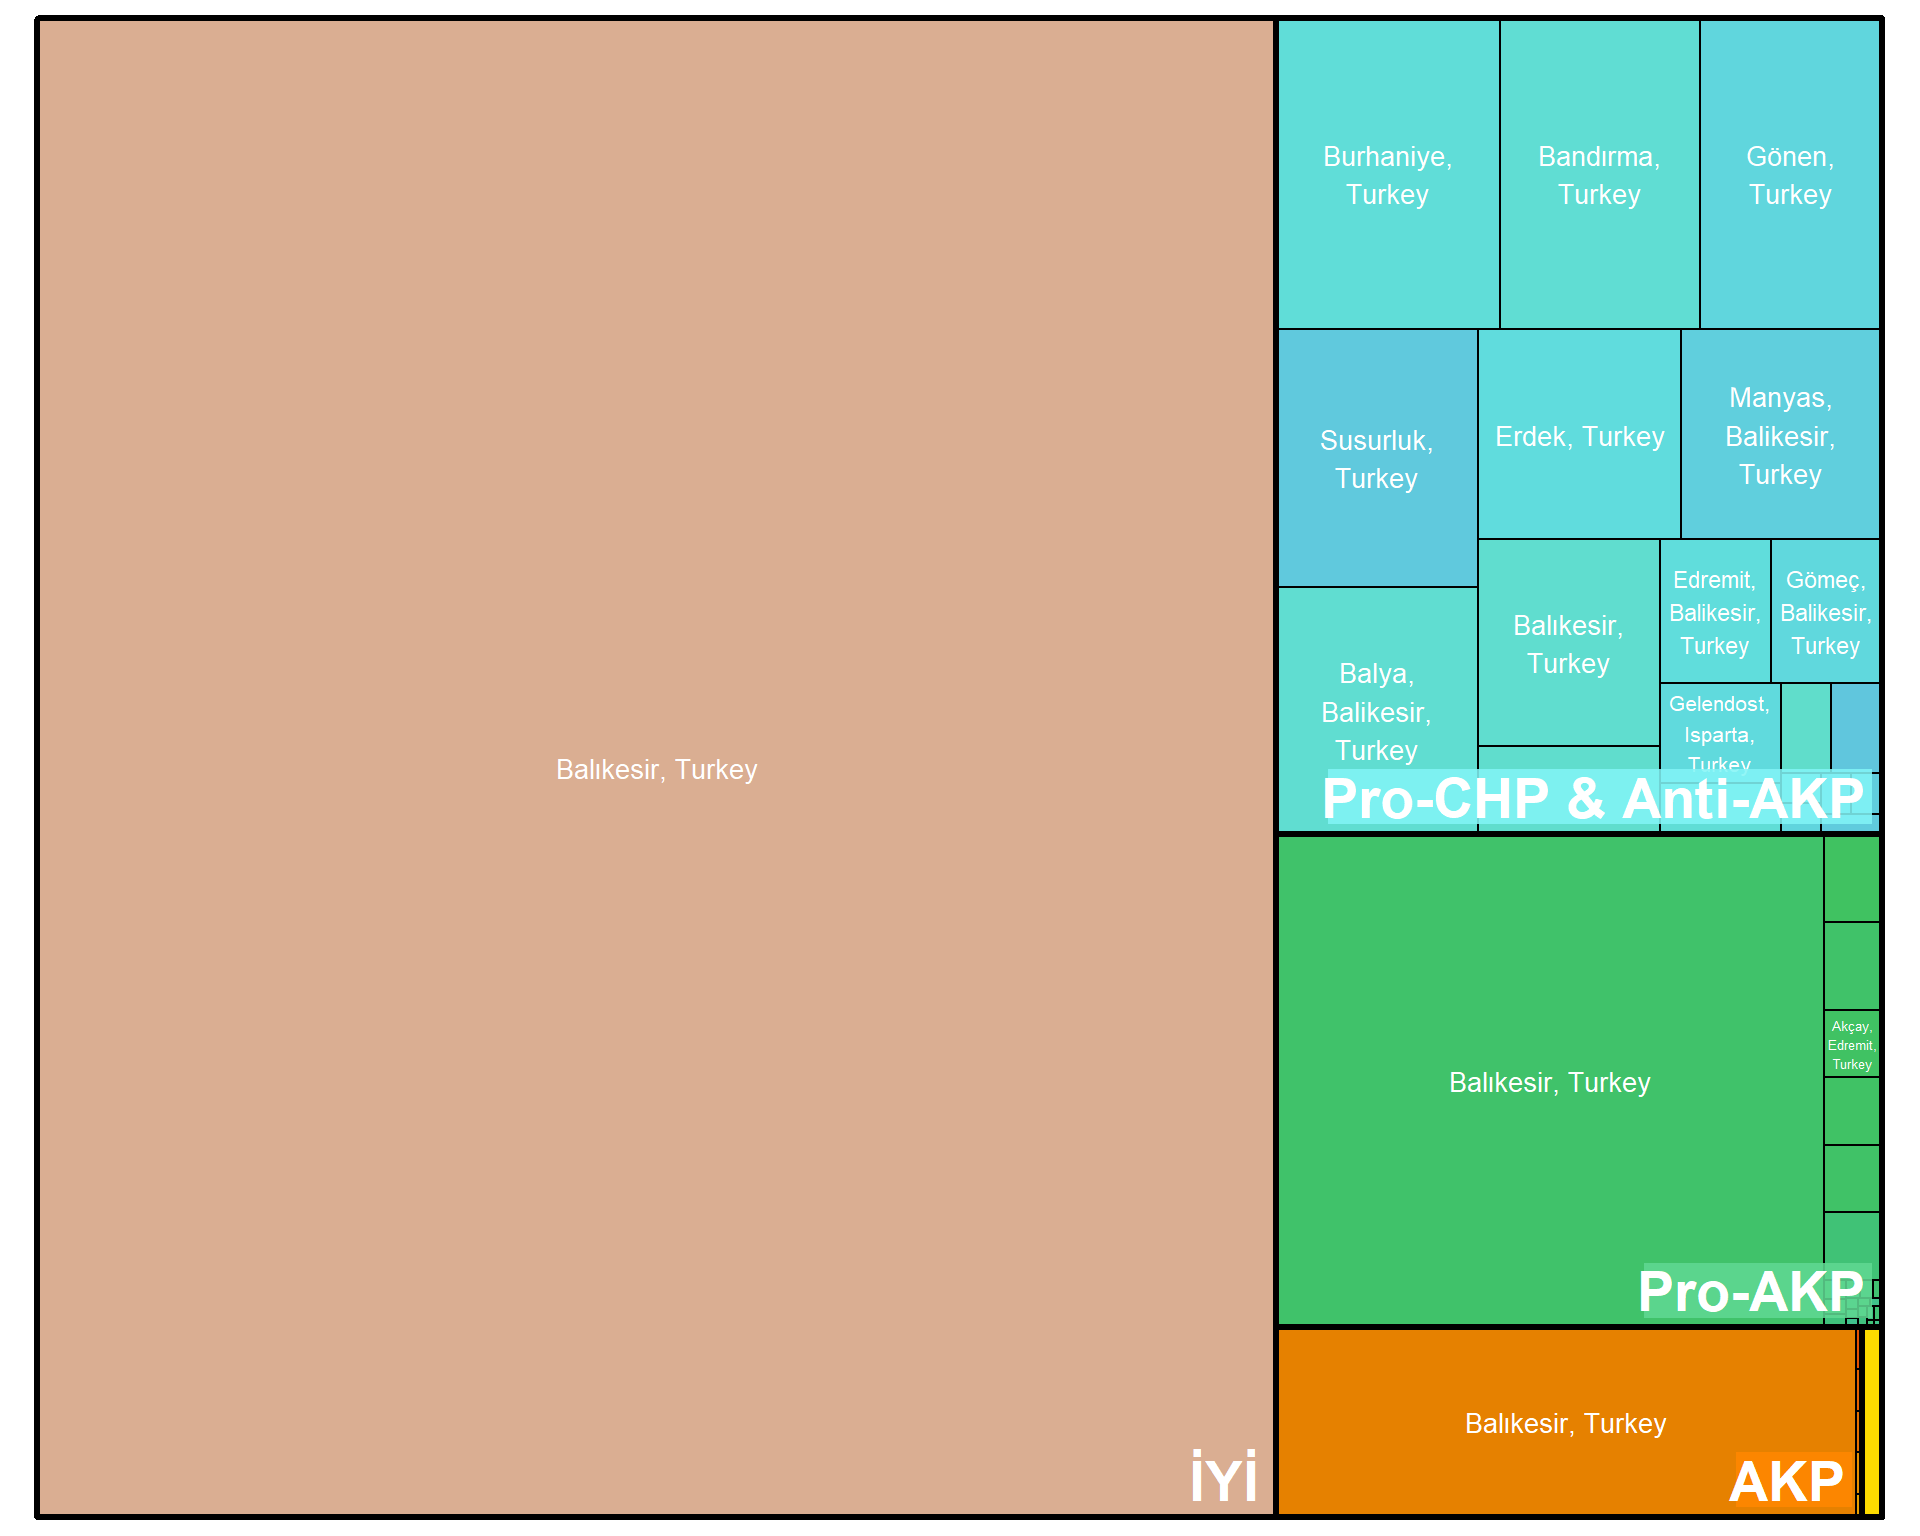 Balıkesir, Turkey
İYİ
Burhaniye,
Turkey
Bandırma,
Turkey
Gönen,
Turkey
Susurluk,
Turkey
Erdek, Turkey
Manyas,
Balikesir,
Turkey
Balya,
Balikesir,
Turkey
Balıkesir,
Turkey
Edremit,
Balikesir,
Turkey
Gömeç,
Balikesir,
Turkey
Gelendost,
Isparta,
Turkey
Pro-CHP & Anti-AKP
Balıkesir, Turkey
Akçay,
Edremit,
Turkey
Pro-AKP
Balıkesir, Turkey
AKP